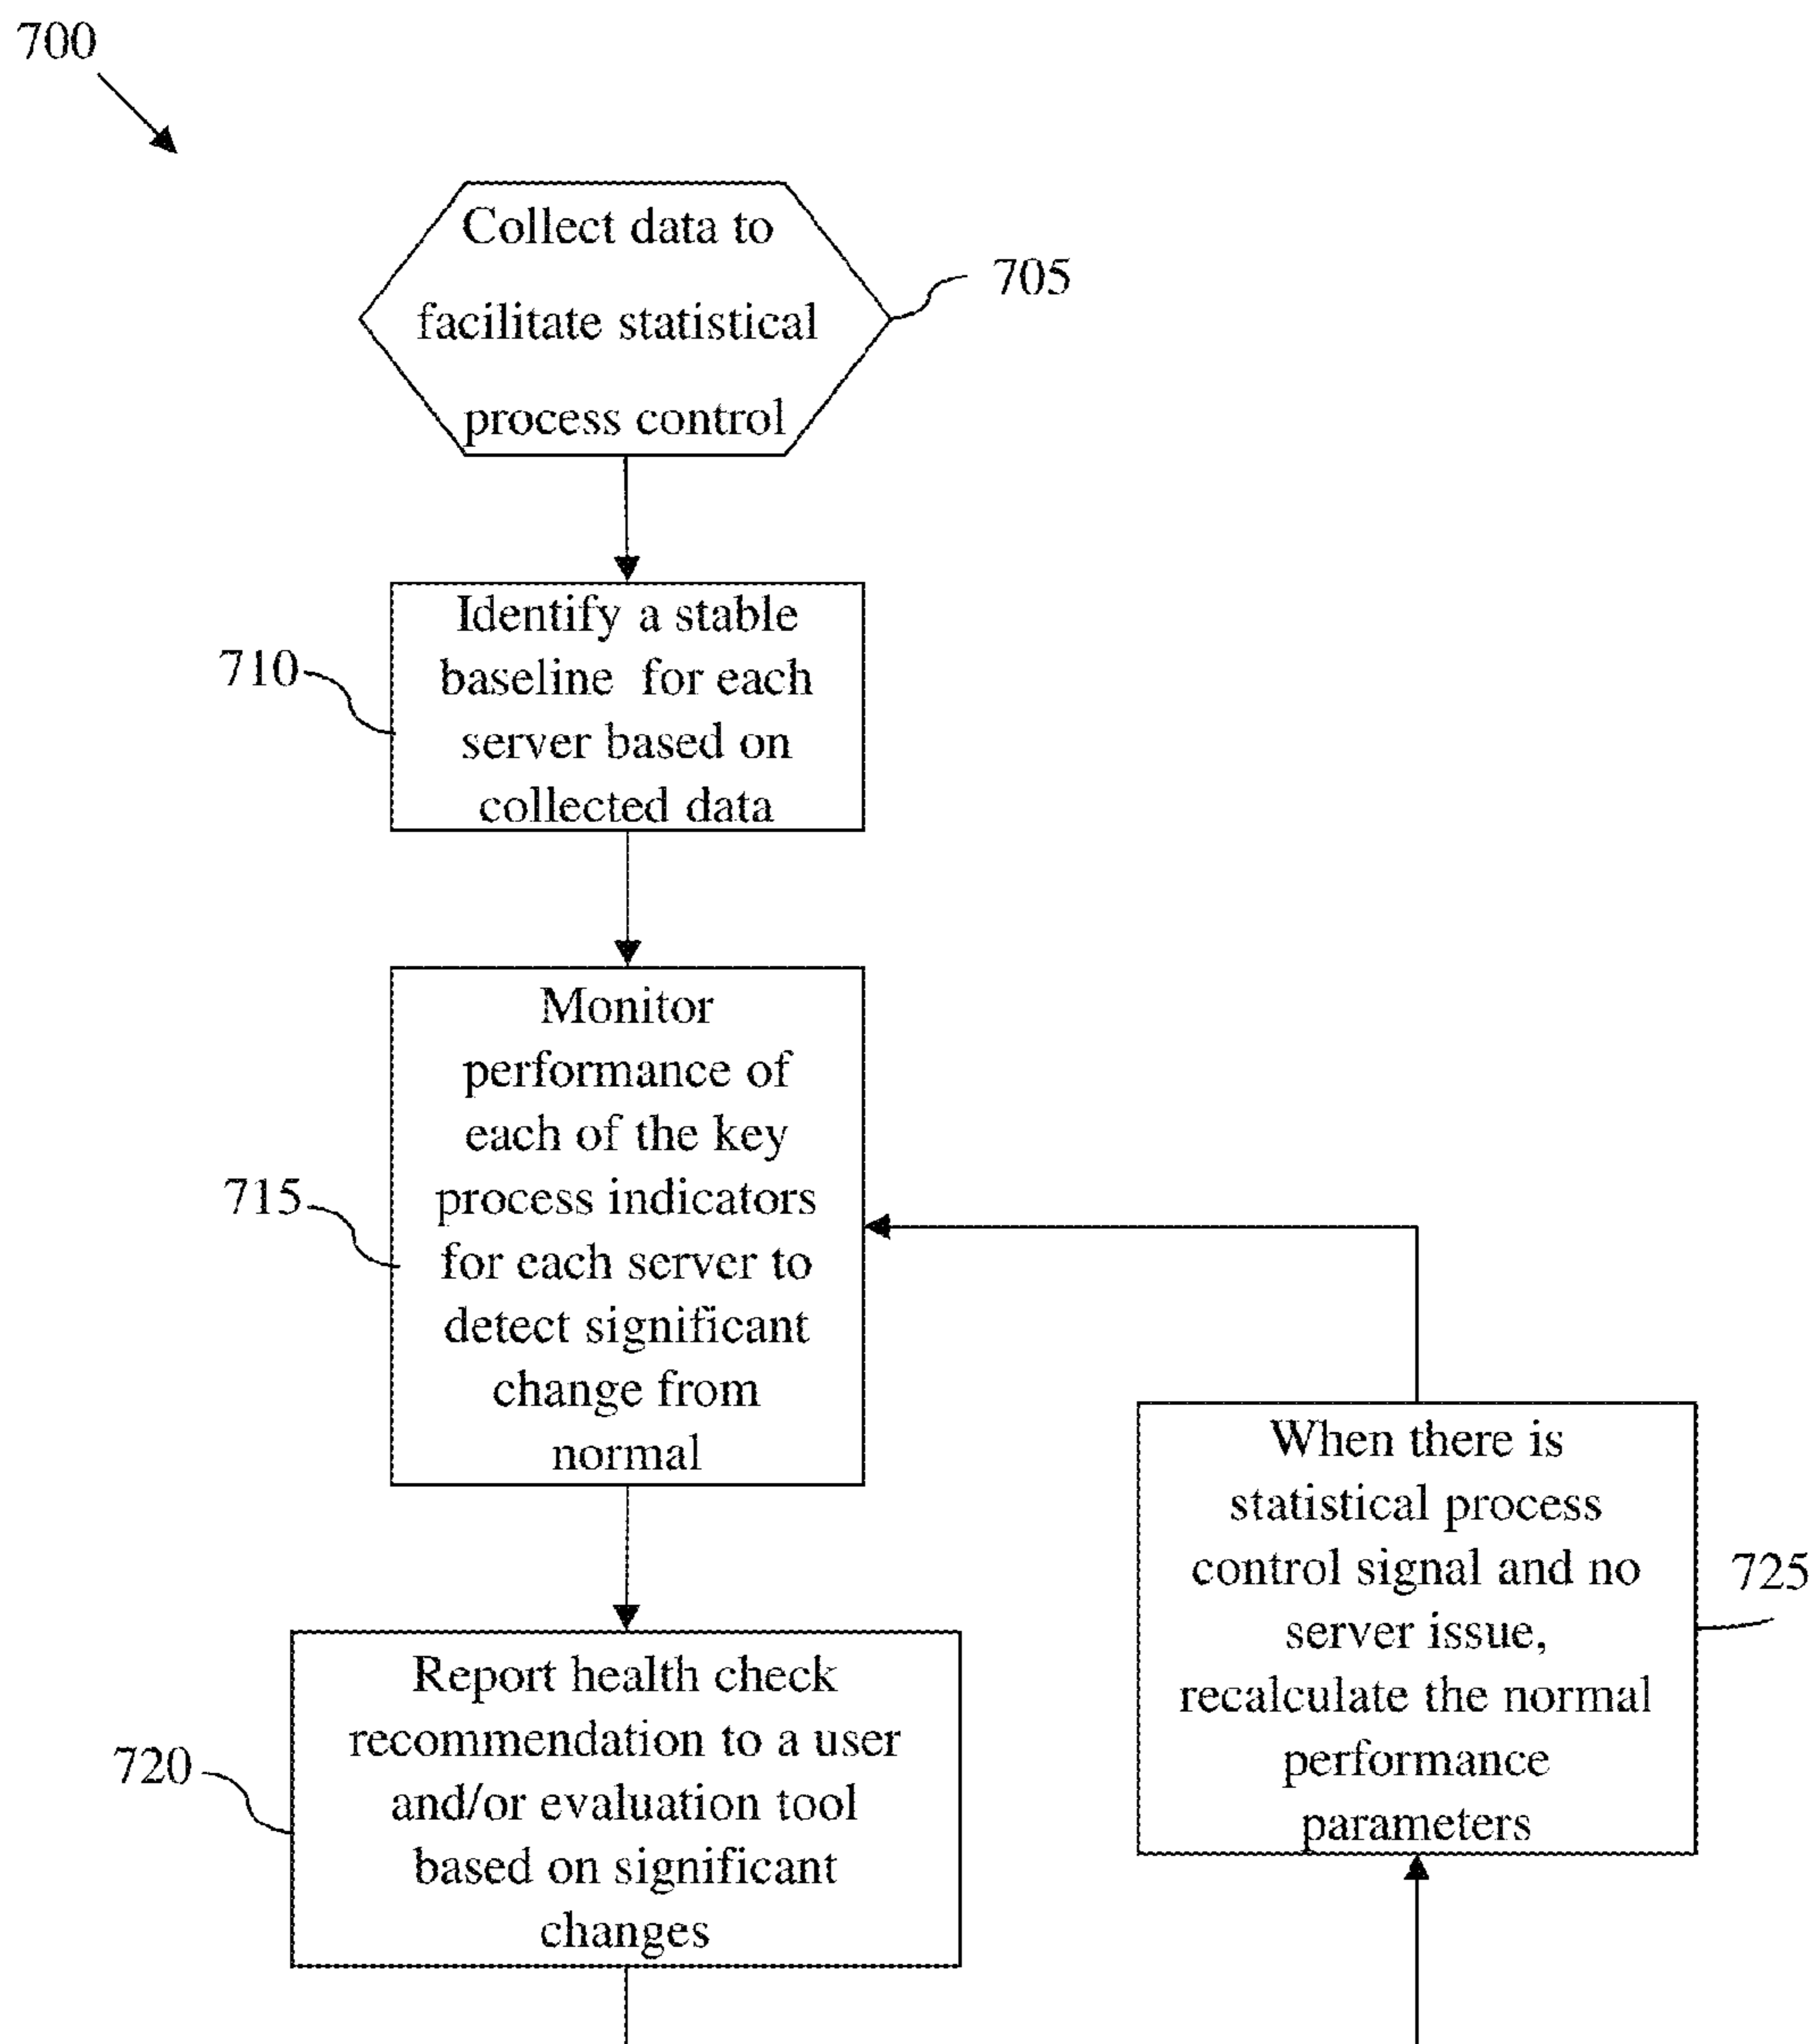 700
Collect data to
facilitate statistical
process control
705
Identify a stable
baseline for each
server based on
collected data
710
Monitor
performance of
each of the key
process indicators
for each server to
detect significant
change from
normal
715
When there is
statistical process
control signal and no
server issue,
recalculate the normal
performance
parameters
725
Report health check
recommendation to a user
and/or evaluation tool
based on significant
changes
720